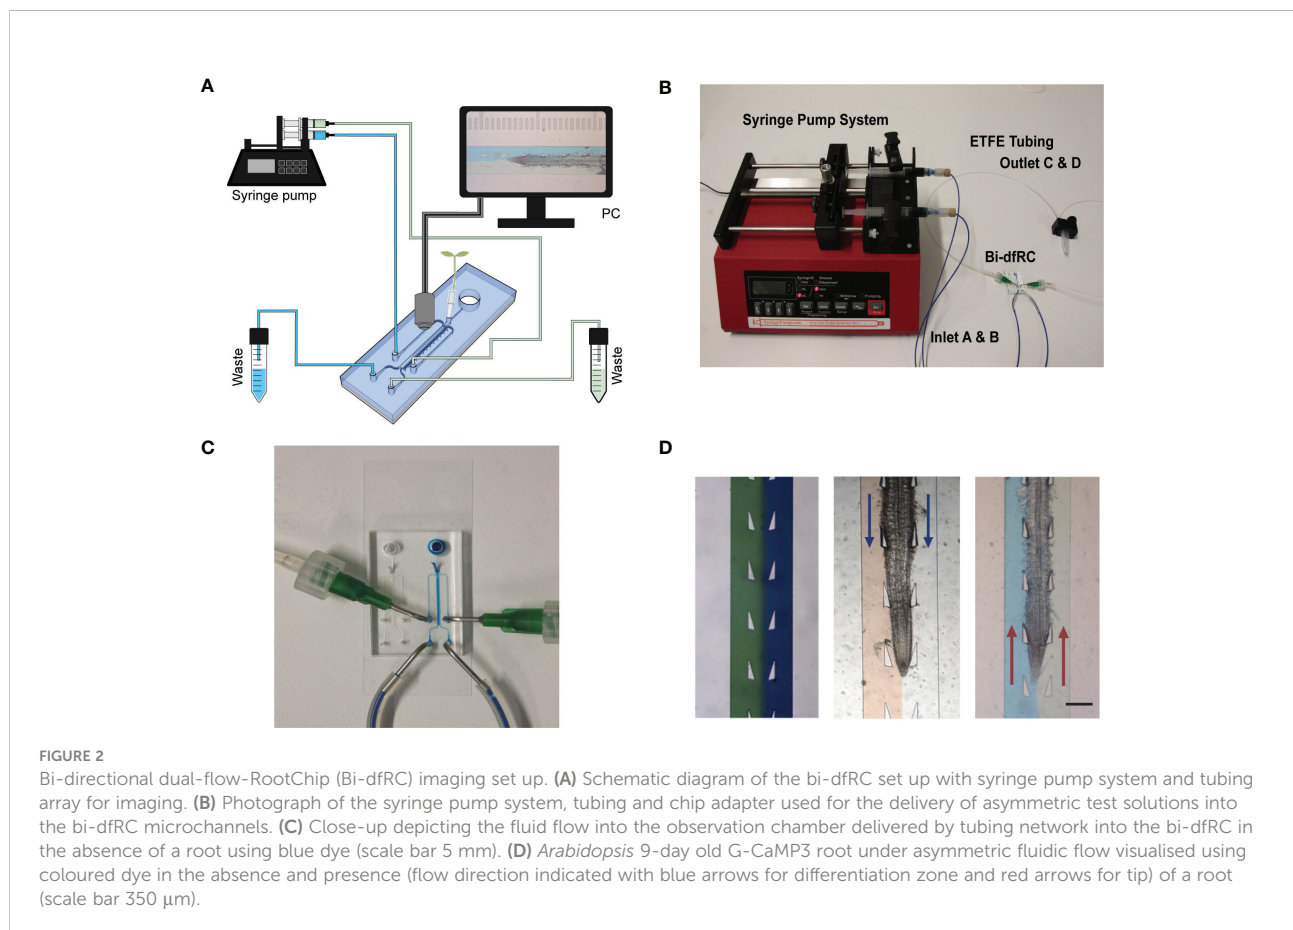 A
Syringe pump
PC
Waste
Waste
B
Syringe Pump System
ETFE Tubing
Outlet C & D
Bi-dfRC
Inlet A & B
C
D
FIGURE 2
Bi-directional dual-flow-RootChip (Bi-dfRC) imaging set up. (A) Schematic diagram of the bi-dfRC set up with syringe pump system and tubing
array for imaging. (B) Photograph of the syringe pump system, tubing and chip adapter used for the delivery of asymmetric test solutions into
the bi-dfRC microchannels. (C) Close-up depicting the fluid flow into the observation chamber delivered by tubing network into the bi-dfRC in
the absence of a root using blue dye (scale bar 5 mm). (D) Arabidopsis 9-day old G-CaMP3 root under asymmetric fluidic flow visualised using
coloured dye in the absence and presence (flow direction indicated with blue arrows for differentiation zone and red arrows for tip) of a root
(scale bar 350 μm).